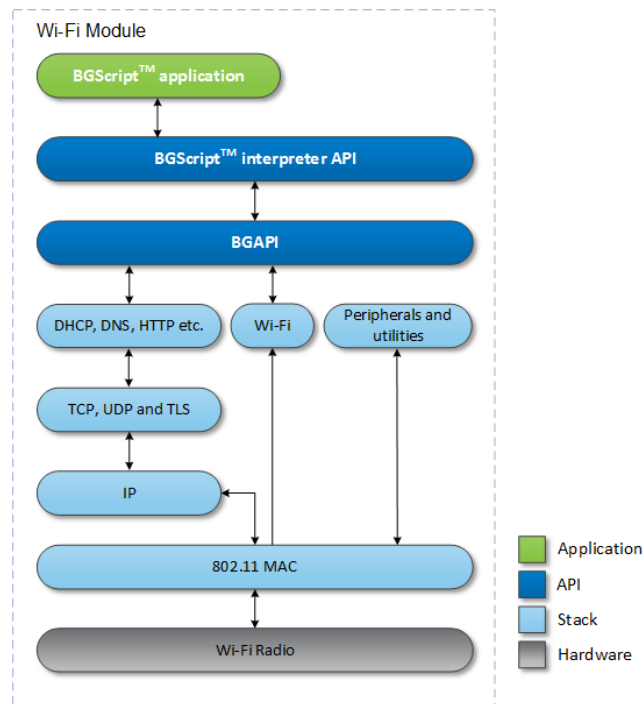 Wi-Fi Module
BGScript™ application
BGScript™ interpreter API
BGAPI
DHCP, DNS, HTTP etc.
Wi-Fi
Peripherals and
utilities
TCP, UDP and TLS
IP
802.11 MAC
Wi-Fi Radio
Application
API
Stack
Hardware